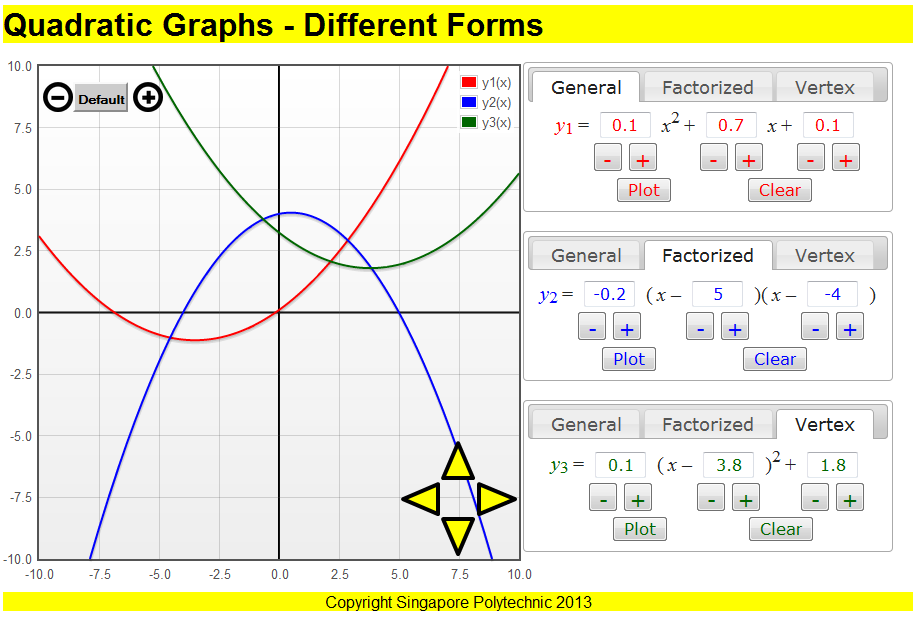 Quadratic Graphs - Different Forms
10.0
7.5
5.0
2.5
0.0
-2.5
-5.0
-7.5
-10.0
-10.0 -7.5 -5.0 -2.5 0.0 2.5 5.0 7.5 10.0
Default
y1(x)
y2(x)
y3(x)
General Factorized Vertex
y1 = 0.1 x² + 0.7 x + 0.1
- + - + - +
Plot Clear
General Factorized Vertex
y2 = -0.2 ( x – 5 )( x – -4 )
- + - + - +
Plot Clear
General Factorized Vertex
y3 = 0.1 ( x – 3.8 )² + 1.8
- + - + - +
Plot Clear
Copyright Singapore Polytechnic 2013